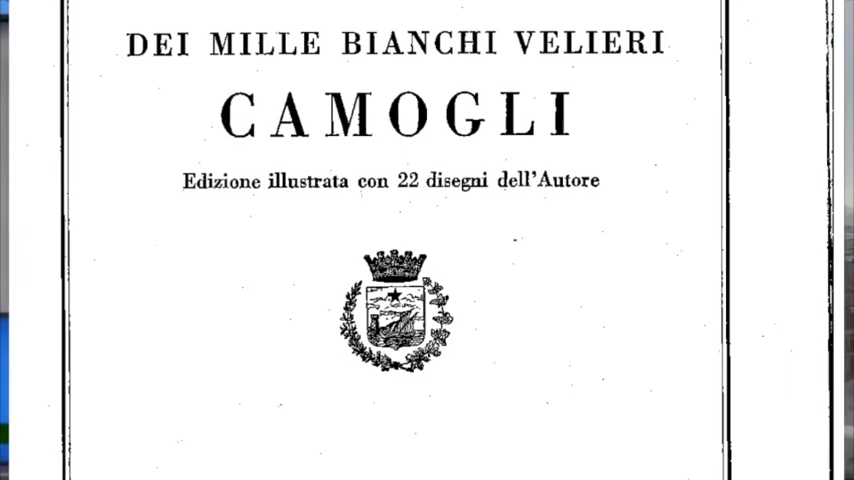 DEI MILLE BIANCHI VELIERI
CAMOGLI
Edizione illustrata con 22 disegni dell'Autore